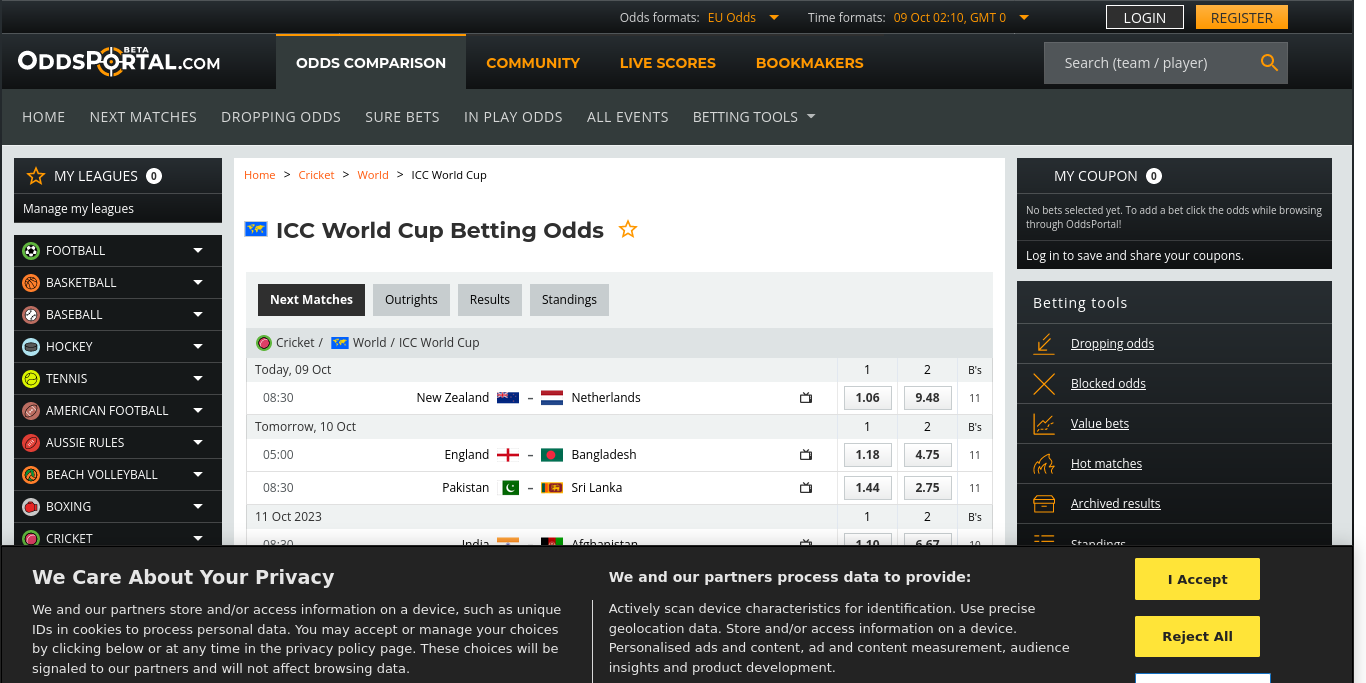 Odds formats: EU Odds Time formats: 09 Oct 02:10, GMT 0 LOGIN REGISTER
ODDSPORTAL.COM BETA
ODDS COMPARISON COMMUNITY LIVE SCORES BOOKMAKERS Search (team / player)
HOME NEXT MATCHES DROPPING ODDS SURE BETS IN PLAY ODDS ALL EVENTS BETTING TOOLS
MY LEAGUES 0
Manage my leagues
FOOTBALL
BASKETBALL
BASEBALL
HOCKEY
TENNIS
AMERICAN FOOTBALL
AUSSIE RULES
BEACH VOLLEYBALL
BOXING
CRICKET
Home > Cricket > World > ICC World Cup
ICC World Cup Betting Odds
Next Matches Outrights Results Standings
Cricket / World / ICC World Cup
Today, 09 Oct 1 2 B's
08:30 New Zealand – Netherlands 1.06 9.48 11
Tomorrow, 10 Oct 1 2 B's
05:00 England – Bangladesh 1.18 4.75 11
08:30 Pakistan – Sri Lanka 1.44 2.75 11
11 Oct 2023 1 2 B's
08:30 India – Afghanistan 1.10 6.67 10
MY COUPON 0
No bets selected yet. To add a bet click the odds while browsing
through OddsPortal!
Log in to save and share your coupons.
Betting tools
Dropping odds
Blocked odds
Value bets
Hot matches
Archived results
Standings
We Care About Your Privacy
We and our partners store and/or access information on a device, such as unique
IDs in cookies to process personal data. You may accept or manage your choices
by clicking below or at any time in the privacy policy page. These choices will be
signaled to our partners and will not affect browsing data.
We and our partners process data to provide:
Actively scan device characteristics for identification. Use precise
geolocation data. Store and/or access information on a device.
Personalised ads and content, ad and content measurement, audience
insights and product development.
I Accept
Reject All